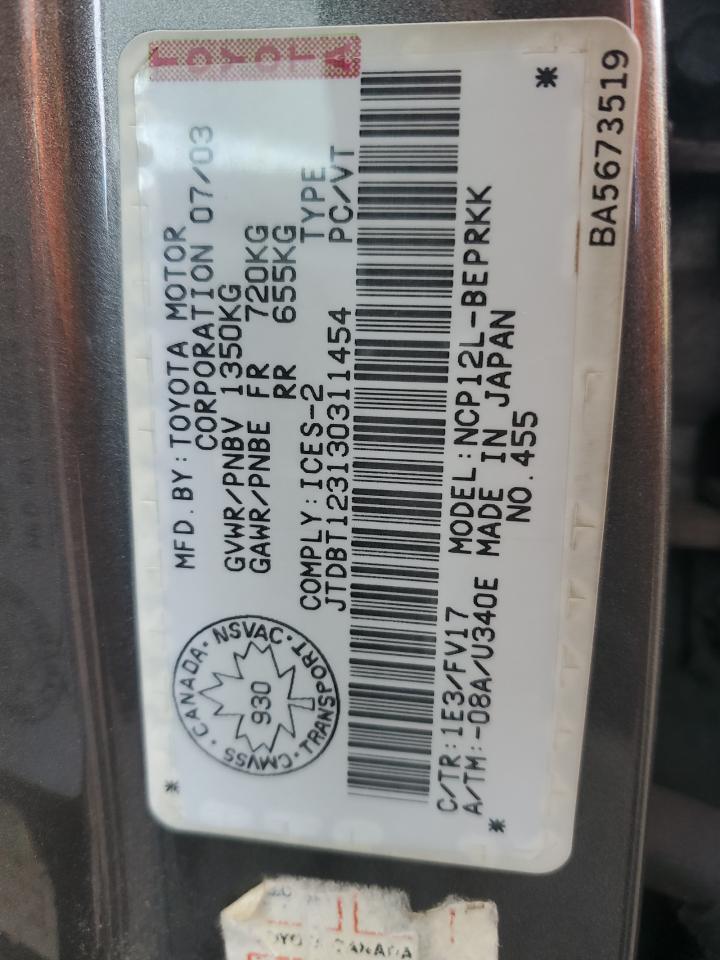 TOYOTA
MFD. BY: TOYOTA MOTOR
CORPORATION 07/03
GVWR/PNBV 1350KG
GAWR/PNBE FR 720KG
RR 655KG
COMPLY: ICES-2
TYPE
JTDBT123130311454
PC/VT
CANADA · NSVAC · TRANSPORT · CMVSS ·
930
C/TR: 1E3/FV17
MODEL: NCP12L-BEPRKK
A/TM: -08A/U340E
MADE IN JAPAN
NO. 455
* *
*
BA5673519
CANADA